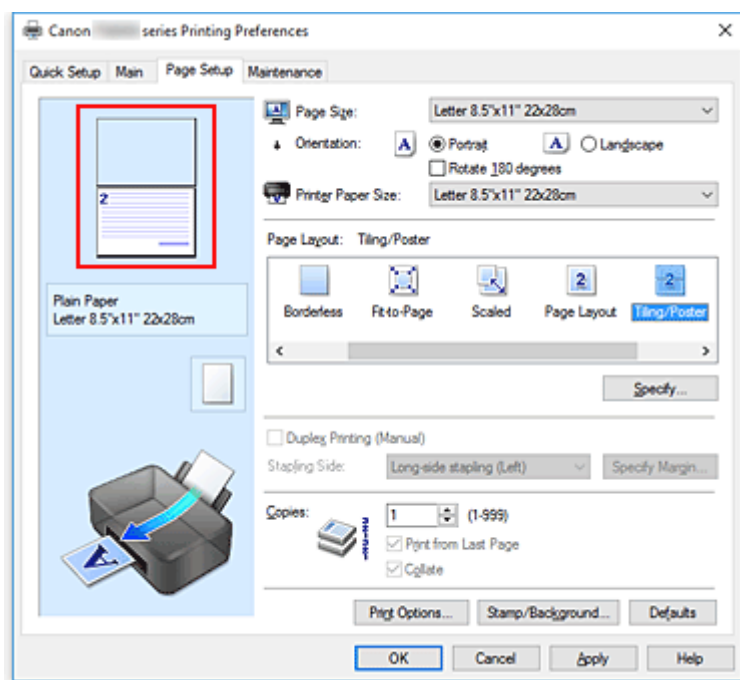 Canon series Printing Preferences
Quick Setup Main Page Setup Maintenance
2
Plain Paper
Letter 8.5"x11" 22x28cm
A
Page Size: Letter 8.5"x11" 22x28cm
Orientation: A Portrait A Landscape
Rotate 180 degrees
Printer Paper Size: Letter 8.5"x11" 22x28cm
Page Layout: Tiling/Poster
2 2
Borderless Fit-to-Page Scaled Page Layout Tiling/Poster
Specify...
Duplex Printing (Manual)
Stapling Side: Long-side stapling (Left) Specify Margin...
Copies: 1 (1-999)
Print from Last Page
Collate
Print Options... Stamp/Background... Defaults
OK Cancel Apply Help